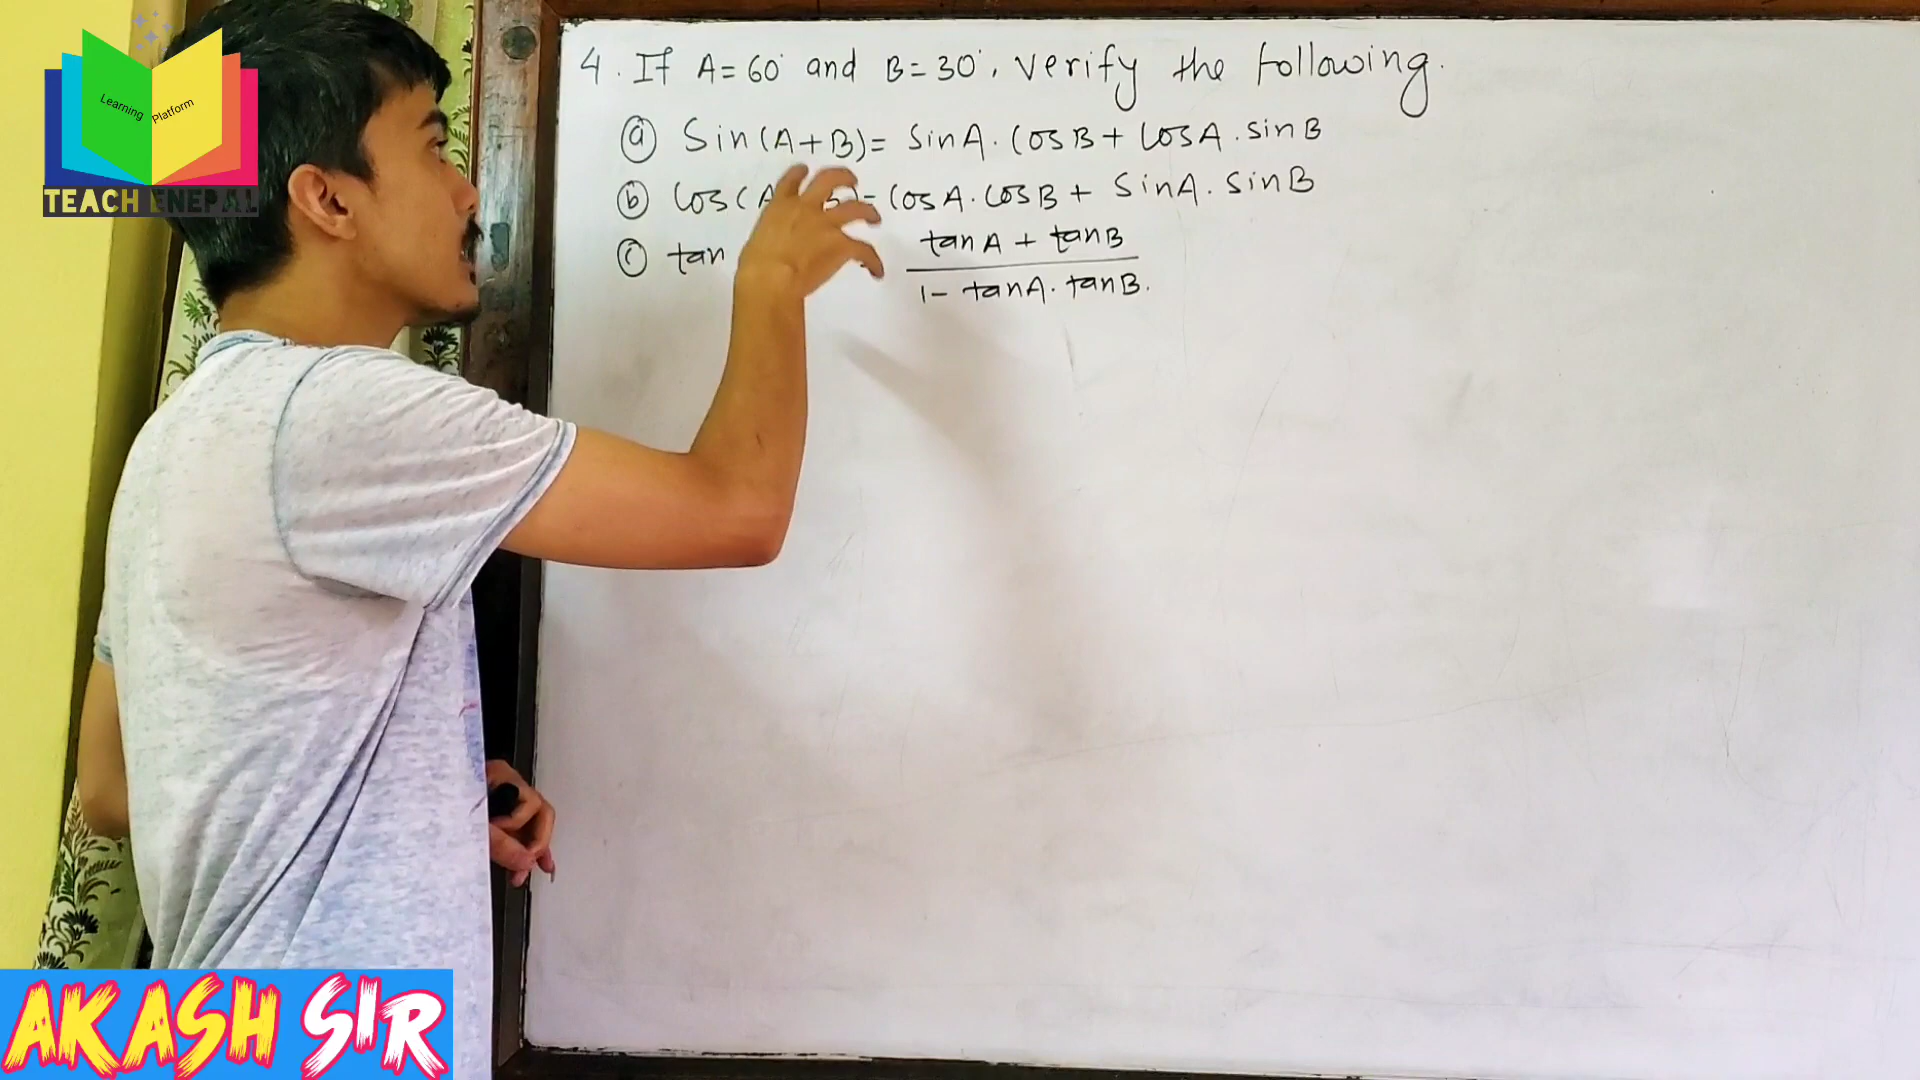 Learning Platform
TEACH ENEPAL
4. If A = 60° and B = 30°, verify the following.
(a) Sin(A+B) = SinA. CosB + CosA. sinB
(b) Cos(A B) = CosA. CosB + SinA. sinB
(c) tan = tanA + tanB
1 - tanA. tanB.
AKASH SIR